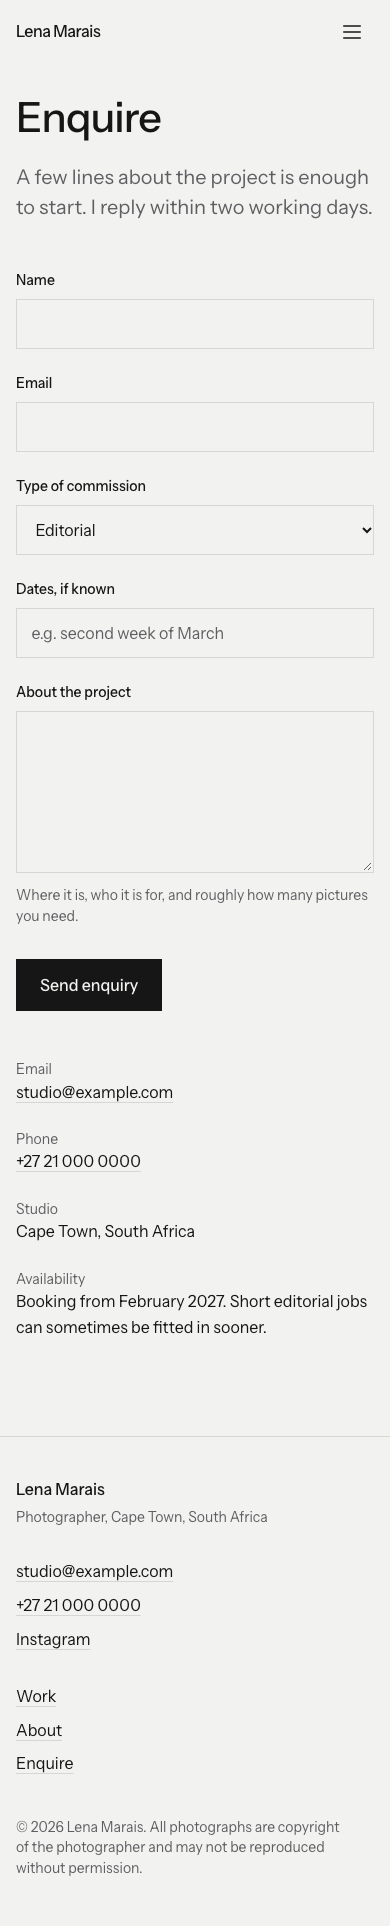 Lena Marais
Enquire
A few lines about the project is enough
to start. I reply within two working days.
Name
Email
Type of commission
Editorial
Dates, if known
e.g. second week of March
About the project
Where it is, who it is for, and roughly how many pictures
you need.
Send enquiry
Email
studio@example.com
Phone
+27 21 000 0000
Studio
Cape Town, South Africa
Availability
Booking from February 2027. Short editorial jobs
can sometimes be fitted in sooner.
Lena Marais
Photographer, Cape Town, South Africa
studio@example.com
+27 21 000 0000
Instagram
Work
About
Enquire
© 2026 Lena Marais. All photographs are copyright
of the photographer and may not be reproduced
without permission.